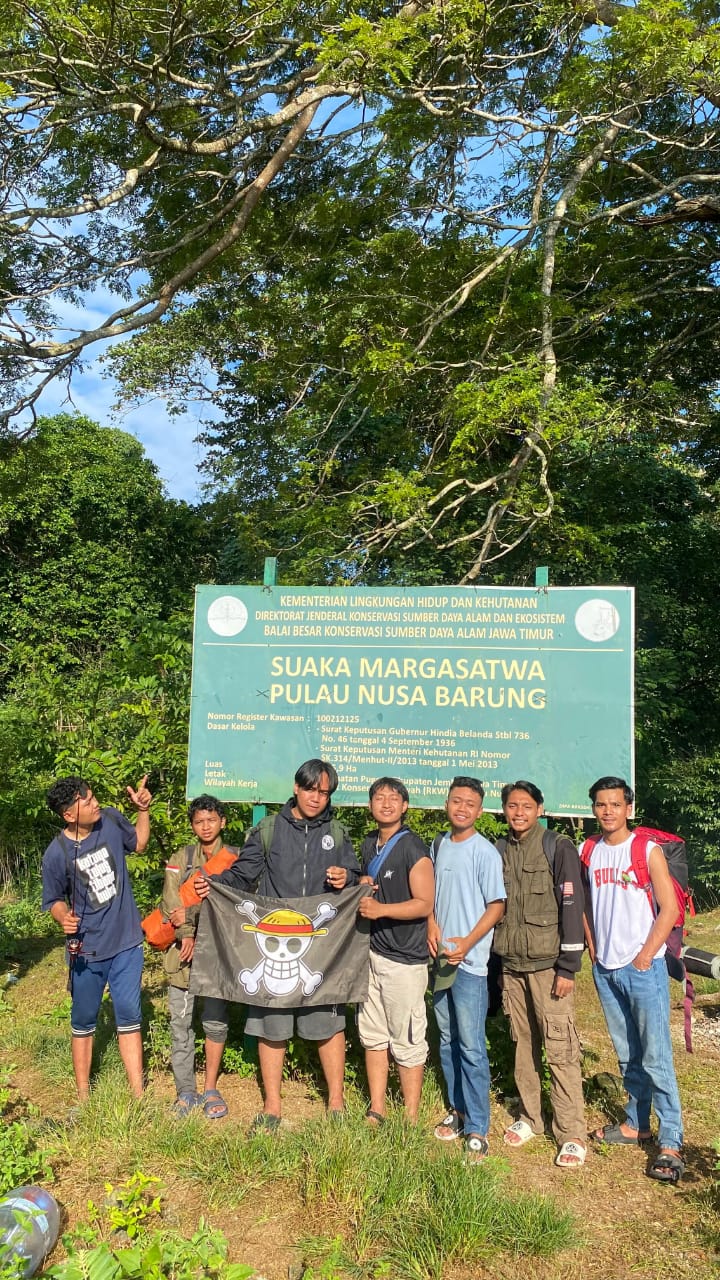 KEMENTERIAN LINGKUNGAN HIDUP DAN KEHUTANAN
DIREKTORAT JENDERAL KONSERVASI SUMBER DAYA ALAM DAN EKOSISTEM
BALAI BESAR KONSERVASI SUMBER DAYA ALAM JAWA TIMUR
SUAKA MARGASATWA
PULAU NUSA BARUNG
Nomor Register Kawasan : 100212125
Dasar Kelola : - Surat Keputusan Gubernur Hindia Belanda Stbl 736
No. 46 tanggal 4 September 1936
- Surat Keputusan Menteri Kehutanan RI Nomor
SK.314/Menhut-II/2013 tanggal 1 Mei 2013
Luas
Letak
Wilayah Kerja
BULLS